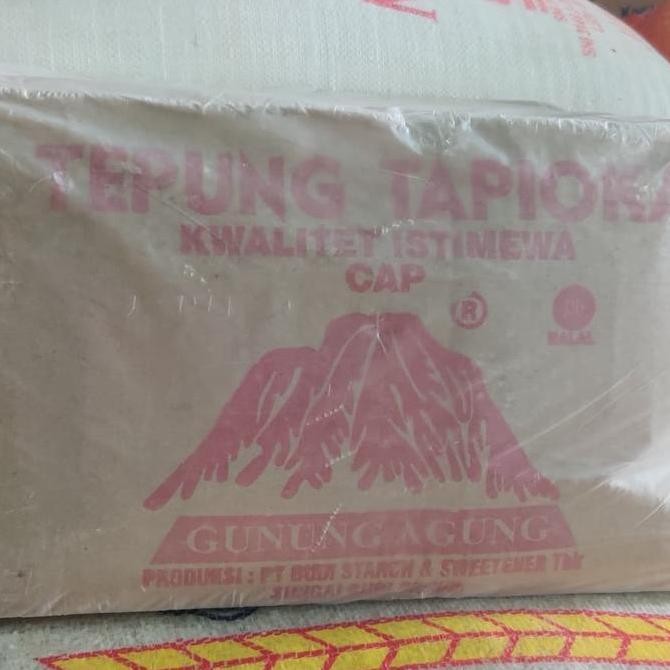 TEPUNG TAPIOKA
KWALITET ISTIMEWA
CAP
®
HALAL
GUNUNG AGUNG
PRODUKSI : PT BUDI STARCH & SWEETENER Tbk